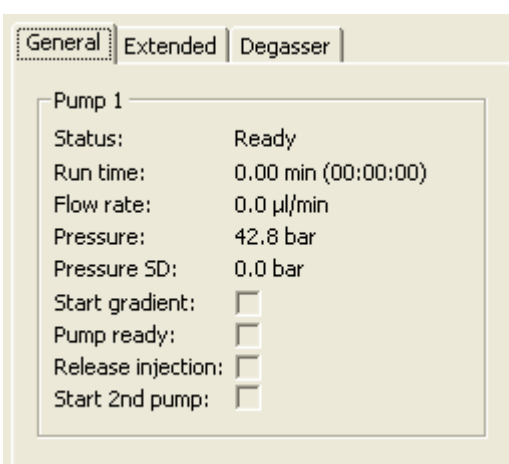 General Extended Degasser
Pump 1
Status: Ready
Run time: 0.00 min (00:00:00)
Flow rate: 0.0 µl/min
Pressure: 42.8 bar
Pressure SD: 0.0 bar
Start gradient:
Pump ready:
Release injection:
Start 2nd pump: